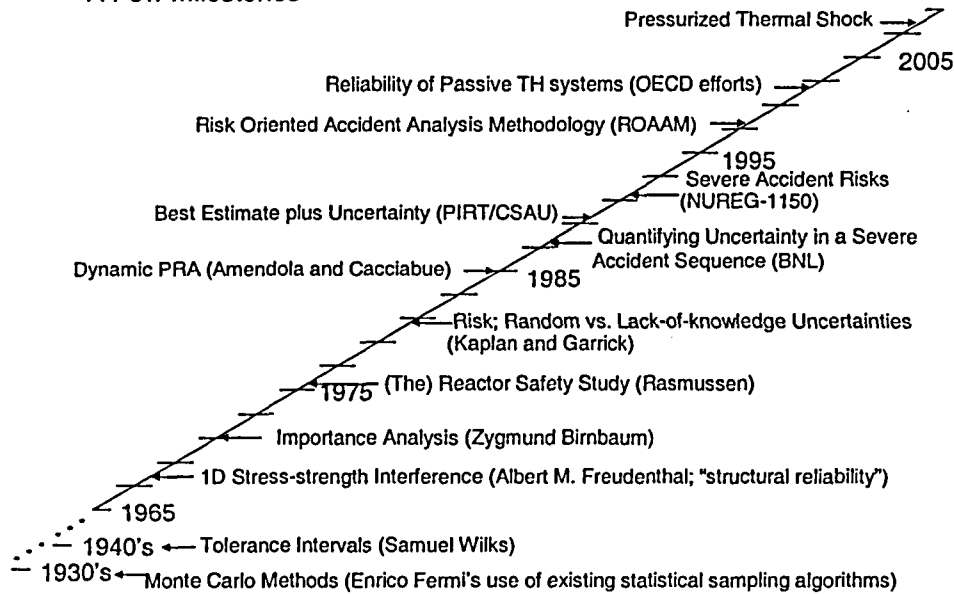 Pressurized Thermal Shock
2005
Reliability of Passive TH systems (OECD efforts)
Risk Oriented Accident Analysis Methodology (ROAAM)
1995
Severe Accident Risks
(NUREG-1150)
Best Estimate plus Uncertainty (PIRT/CSAU)
Quantifying Uncertainty in a Severe
Accident Sequence (BNL)
Dynamic PRA (Amendola and Cacciabue)
1985
Risk; Random vs. Lack-of-knowledge Uncertainties
(Kaplan and Garrick)
1975
(The) Reactor Safety Study (Rasmussen)
Importance Analysis (Zygmund Birnbaum)
1D Stress-strength Interference (Albert M. Freudenthal; "structural reliability")
1965
1940's
Tolerance Intervals (Samuel Wilks)
1930's
Monte Carlo Methods (Enrico Fermi's use of existing statistical sampling algorithms)